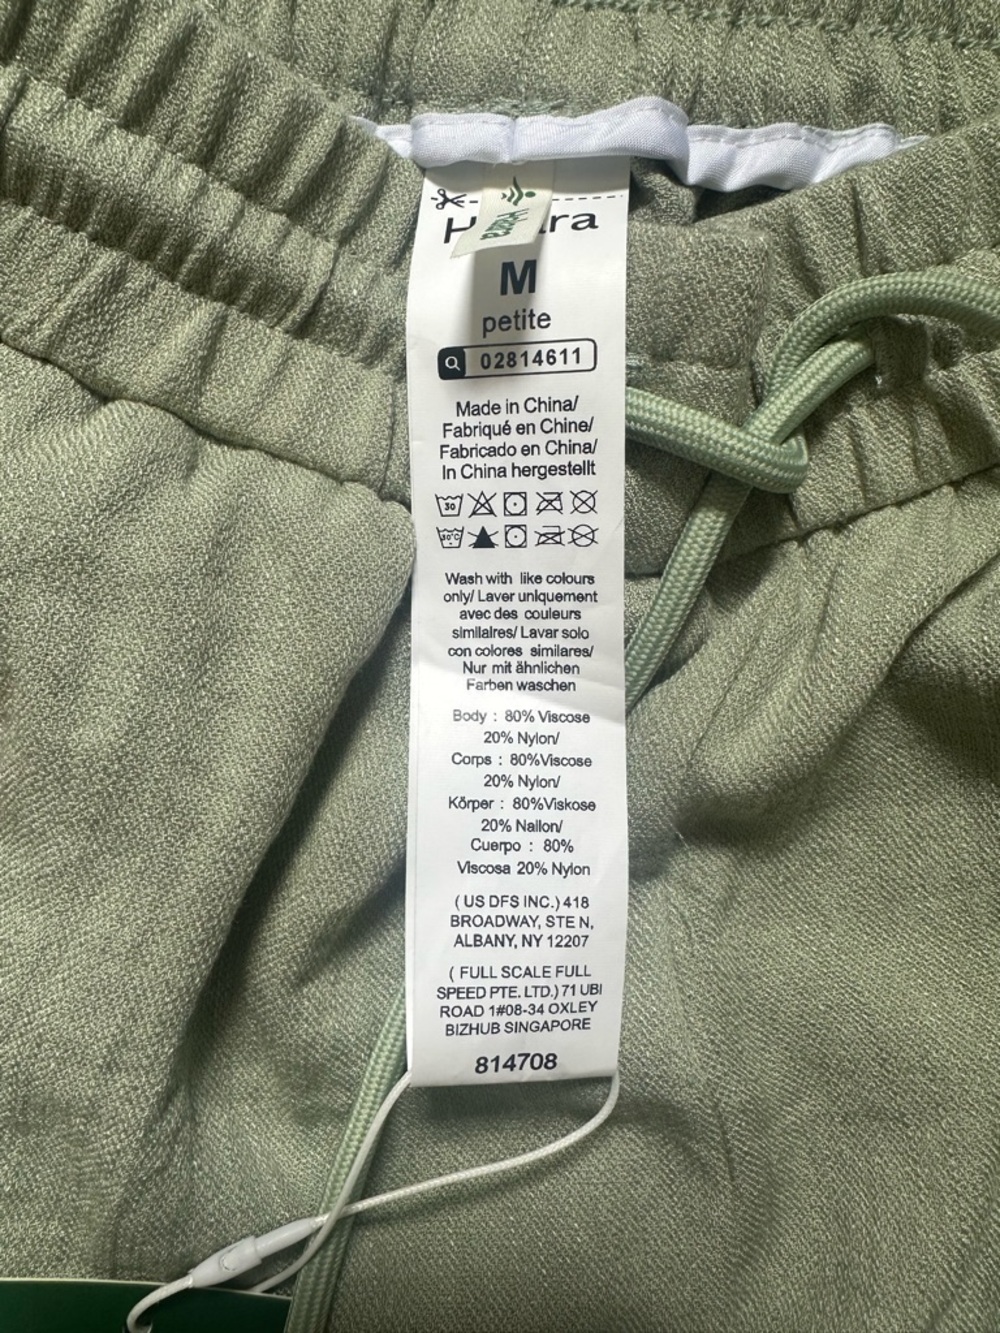 M
petite
02814611
Made in China/
Fabriqué en Chine/
Fabricado en China/
In China hergestellt
30
30°C
Wash with like colours
only/ Laver uniquement
avec des couleurs
similaires/ Lavar solo
con colores similares/
Nur mit ähnlichen
Farben waschen
Body : 80% Viscose
20% Nylon/
Corps : 80%Viscose
20% Nylon/
Körper : 80%Viskose
20% Nailon/
Cuerpo : 80%
Viscosa 20% Nylon
( US DFS INC.) 418
BROADWAY, STE N,
ALBANY, NY 12207
( FULL SCALE FULL
SPEED PTE. LTD.) 71 UBI
ROAD 1#08-34 OXLEY
BIZHUB SINGAPORE
814708